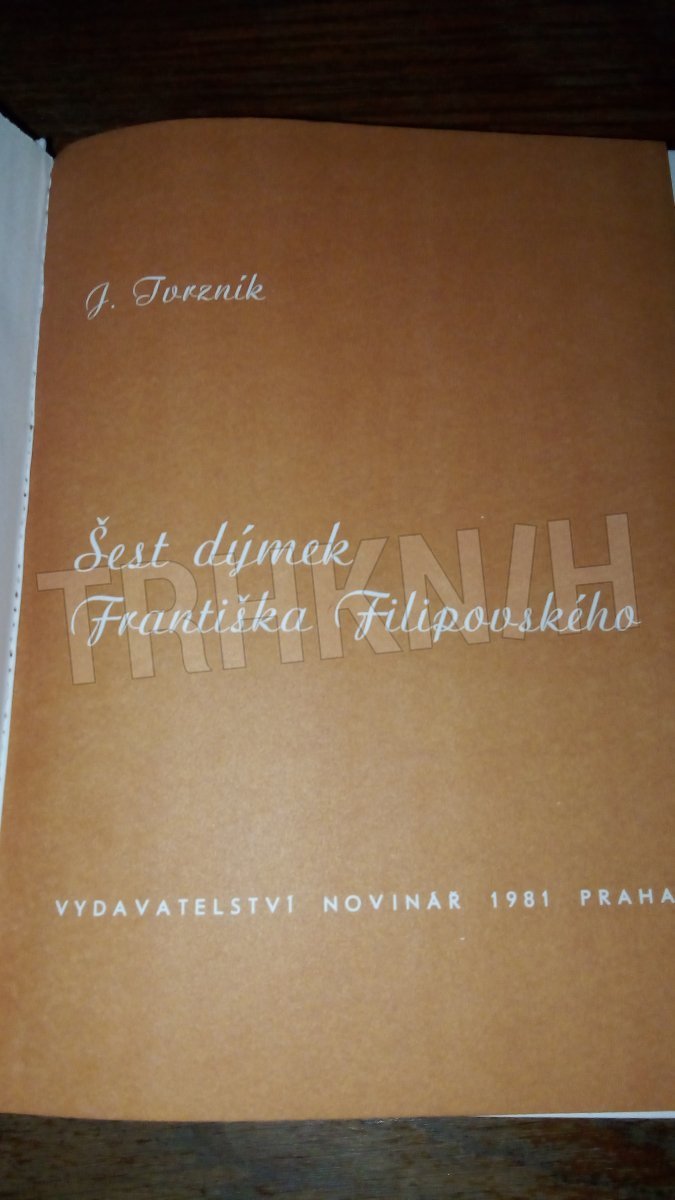 J. Tvrzník
Šest dýmek
TRHKNIH
Františka Filipovského
VYDAVATELSTVÍ NOVINÁŘ 1981 PRAHA